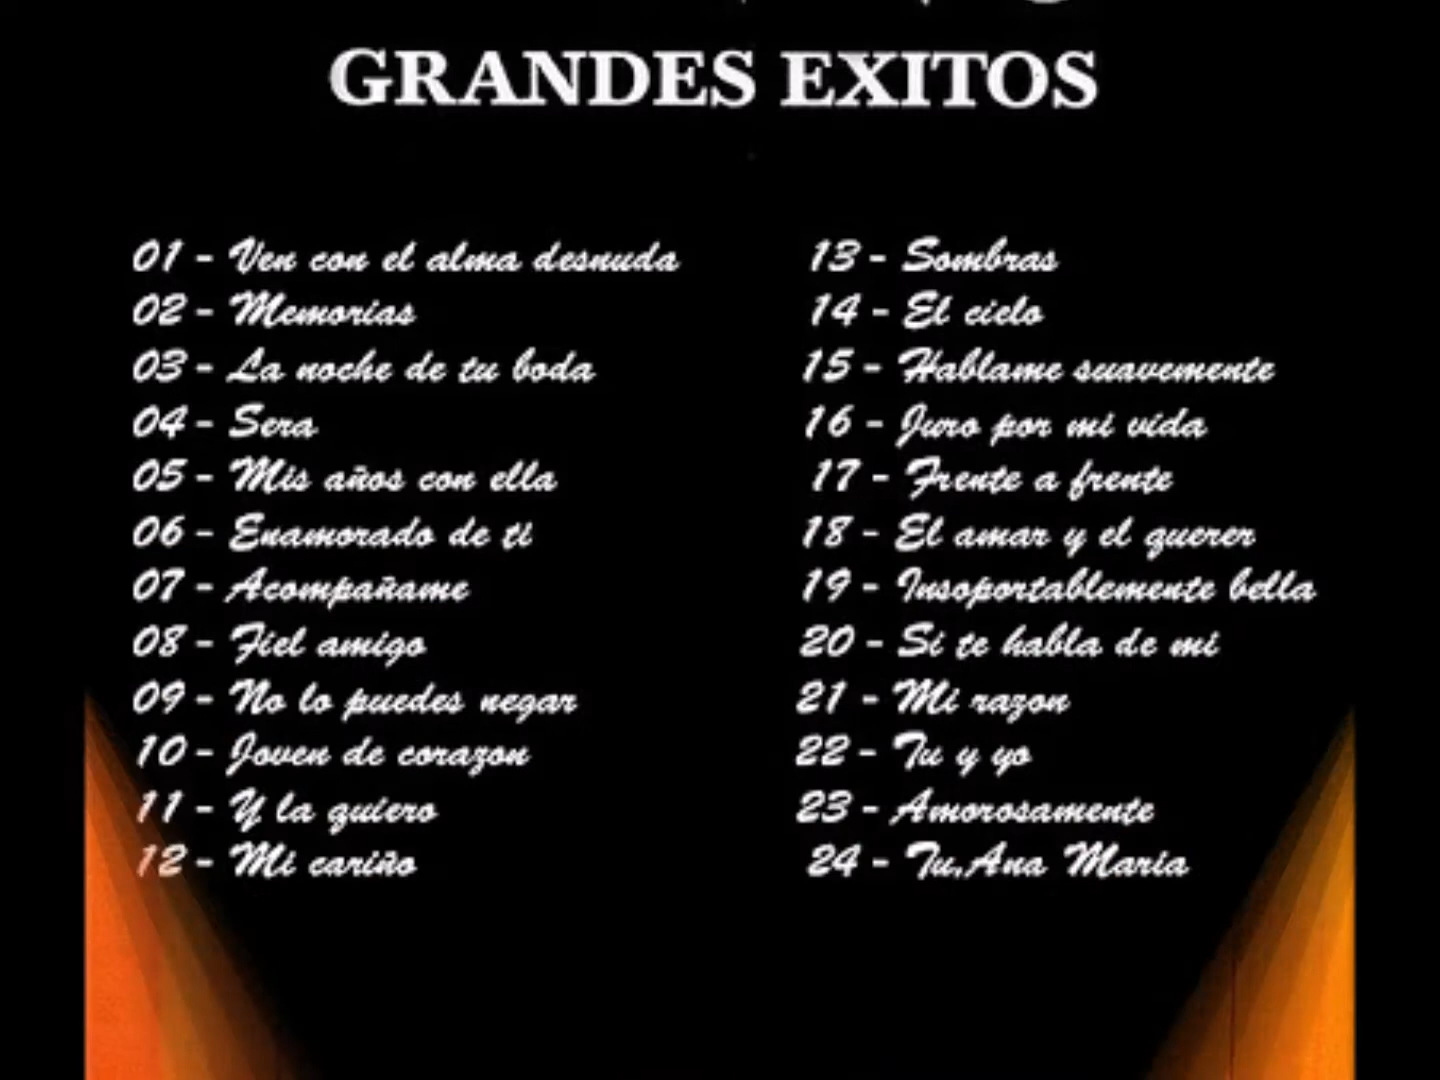 GRANDES EXITOS
01 - Ven con el alma desnuda
02 - Memorias
03 - La noche de tu boda
04 - Sera
05 - Mis años con ella
06 - Enamorado de ti
07 - Acompañame
08 - Fiel amigo
09 - No lo puedes negar
10 - Joven de corazon
11 - Y la quiero
12 - Mi cariño
13 - Sombras
14 - El cielo
15 - Hablame suavemente
16 - Juro por mi vida
17 - Frente a frente
18 - El amar y el querer
19 - Insoportablemente bella
20 - Si te habla de mi
21 - Mi razon
22 - Tu y yo
23 - Amorosamente
24 - Tu,Ana Maria